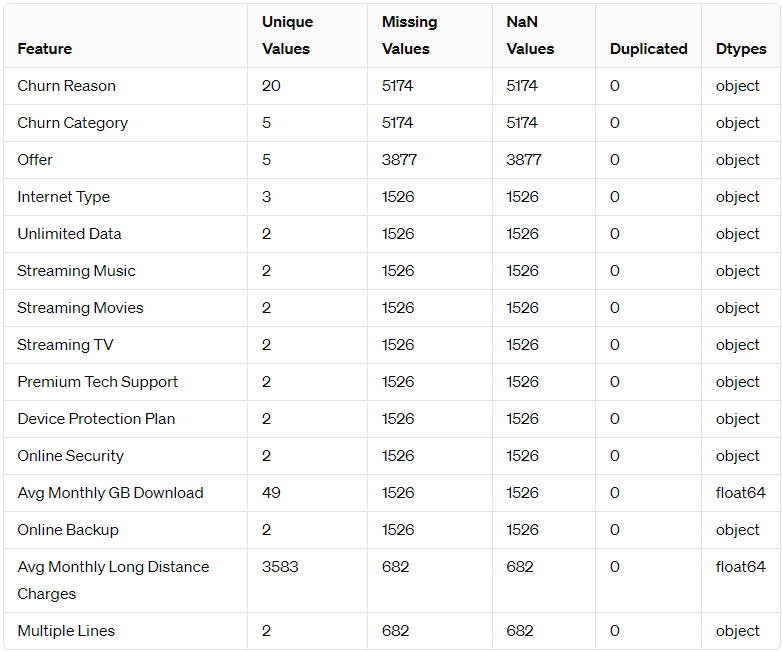 Feature Unique Values Missing Values NaN Values Duplicated Dtypes
Churn Reason 20 5174 5174 0 object
Churn Category 5 5174 5174 0 object
Offer 5 3877 3877 0 object
Internet Type 3 1526 1526 0 object
Unlimited Data 2 1526 1526 0 object
Streaming Music 2 1526 1526 0 object
Streaming Movies 2 1526 1526 0 object
Streaming TV 2 1526 1526 0 object
Premium Tech Support 2 1526 1526 0 object
Device Protection Plan 2 1526 1526 0 object
Online Security 2 1526 1526 0 object
Avg Monthly GB Download 49 1526 1526 0 float64
Online Backup 2 1526 1526 0 object
Avg Monthly Long Distance Charges 3583 682 682 0 float64
Multiple Lines 2 682 682 0 object